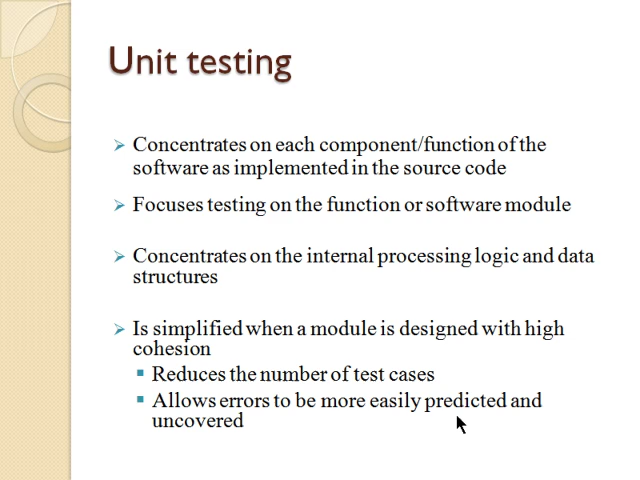 Unit testing
Concentrates on each component/function of the
software as implemented in the source code
Focuses testing on the function or software module
Concentrates on the internal processing logic and data
structures
Is simplified when a module is designed with high
cohesion
Reduces the number of test cases
Allows errors to be more easily predicted and
uncovered